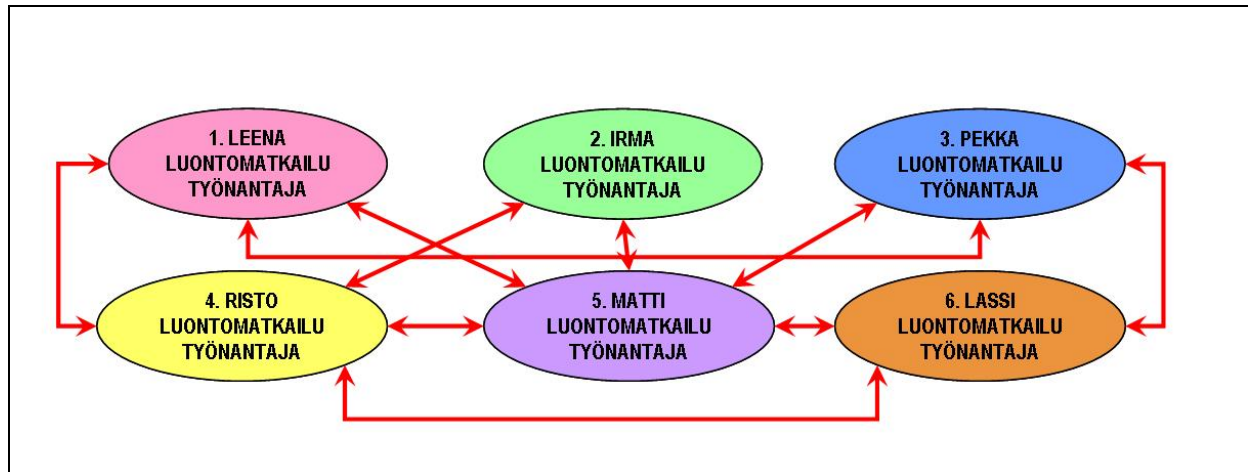 1. LEENA
LUONTOMATKAILU
TYÖNANTAJA
2. IRMA
LUONTOMATKAILU
TYÖNANTAJA
3. PEKKA
LUONTOMATKAILU
TYÖNANTAJA
4. RISTO
LUONTOMATKAILU
TYÖNANTAJA
5. MATTI
LUONTOMATKAILU
TYÖNANTAJA
6. LASSI
LUONTOMATKAILU
TYÖNANTAJA